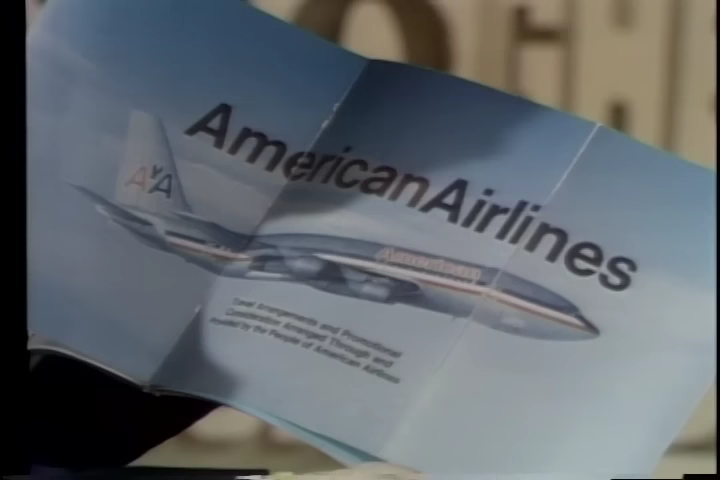 AmericanAirlines
AA
American
Travel Arrangements and Promotional
Consideration Arranged Through and
Provided by the People of American Airlines